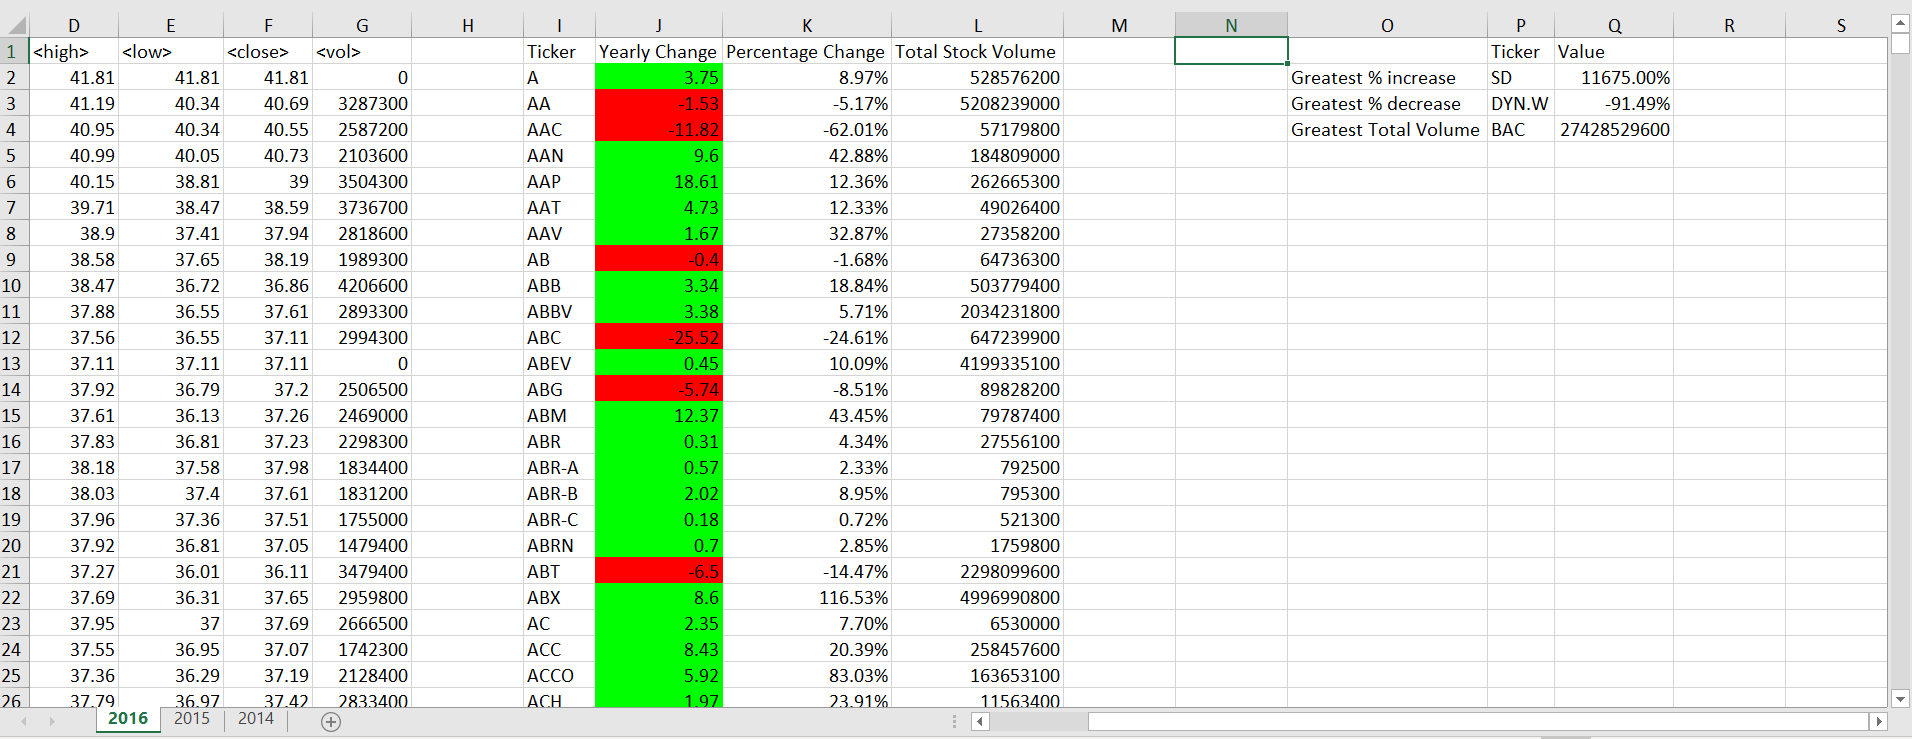 D E F G H I J K L M N O P Q R S
1 <high> <low> <close> <vol> Ticker Yearly Change Percentage Change Total Stock Volume Ticker Value
2 41.81 41.81 41.81 0 A 3.75 8.97% 528576200 Greatest % increase SD 11675.00%
3 41.19 40.34 40.69 3287300 AA -1.53 -5.17% 5208239000 Greatest % decrease DYN.W -91.49%
4 40.95 40.34 40.55 2587200 AAC -11.82 -62.01% 57179800 Greatest Total Volume BAC 27428529600
5 40.99 40.05 40.73 2103600 AAN 9.6 42.88% 184809000
6 40.15 38.81 39 3504300 AAP 18.61 12.36% 262665300
7 39.71 38.47 38.59 3736700 AAT 4.73 12.33% 49026400
8 38.9 37.41 37.94 2818600 AAV 1.67 32.87% 27358200
9 38.58 37.65 38.19 1989300 AB -0.4 -1.68% 64736300
10 38.47 36.72 36.86 4206600 ABB 3.34 18.84% 503779400
11 37.88 36.55 37.61 2893300 ABBV 3.38 5.71% 2034231800
12 37.56 36.55 37.11 2994300 ABC -25.52 -24.61% 647239900
13 37.11 37.11 37.11 0 ABEV 0.45 10.09% 4199335100
14 37.92 36.79 37.2 2506500 ABG -5.74 -8.51% 89828200
15 37.61 36.13 37.26 2469000 ABM 12.37 43.45% 79787400
16 37.83 36.81 37.23 2298300 ABR 0.31 4.34% 27556100
17 38.18 37.58 37.98 1834400 ABR-A 0.57 2.33% 792500
18 38.03 37.4 37.61 1831200 ABR-B 2.02 8.95% 795300
19 37.96 37.36 37.51 1755000 ABR-C 0.18 0.72% 521300
20 37.92 36.81 37.05 1479400 ABRN 0.7 2.85% 1759800
21 37.27 36.01 36.11 3479400 ABT -6.5 -14.47% 2298099600
22 37.69 36.31 37.65 2959800 ABX 8.6 116.53% 4996990800
23 37.95 37 37.69 2666500 AC 2.35 7.70% 6530000
24 37.55 36.95 37.07 1742300 ACC 8.43 20.39% 258457600
25 37.36 36.29 37.19 2128400 ACCO 5.92 83.03% 163653100
26 37.79 36.97 37.42 2833400 ACH 1.97 23.91% 11563400
2016 2015 2014